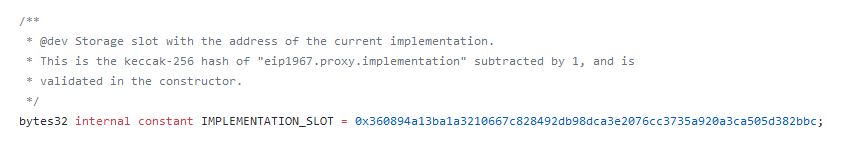 /**
* @dev Storage slot with the address of the current implementation.
* This is the keccak-256 hash of "eip1967.proxy.implementation" subtracted by 1, and is
* validated in the constructor.
*/
bytes32 internal constant IMPLEMENTATION_SLOT = 0x360894a13ba1a3210667c828492db98dca3e2076cc3735a920a3ca505d382bbc;